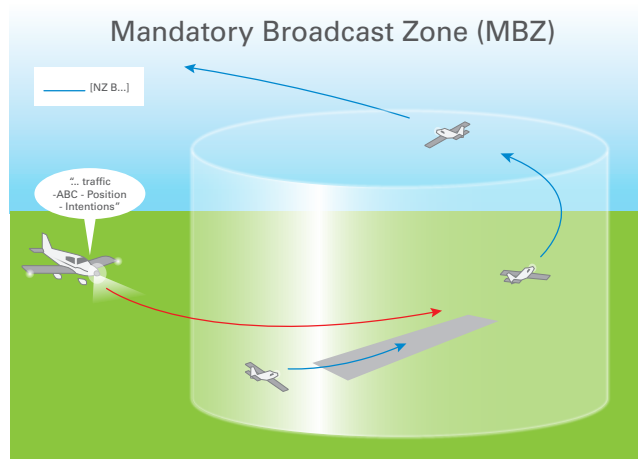 Mandatory Broadcast Zone (MBZ)
[NZ B...]
"... traffic
-ABC - Position
- Intentions"